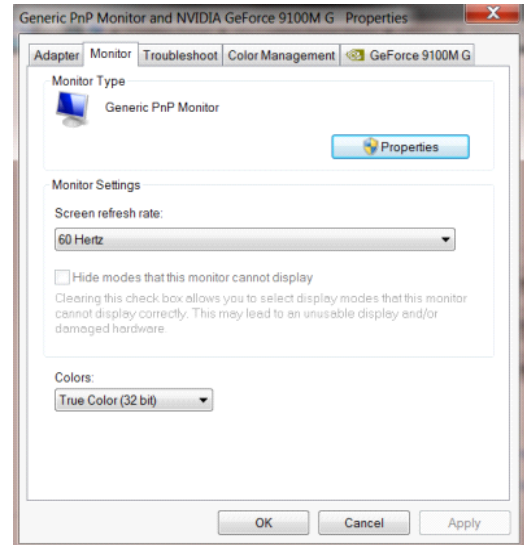 Generic PnP Monitor and NVIDIA GeForce 9100M G Properties
Adapter Monitor Troubleshoot Color Management GeForce 9100M G
Monitor Type
Generic PnP Monitor
Properties
Monitor Settings
Screen refresh rate:
60 Hertz
Hide modes that this monitor cannot display
Clearing this check box allows you to select display modes that this monitor
cannot display correctly. This may lead to an unusable display and/or
damaged hardware.
Colors:
True Color (32 bit)
OK Cancel Apply